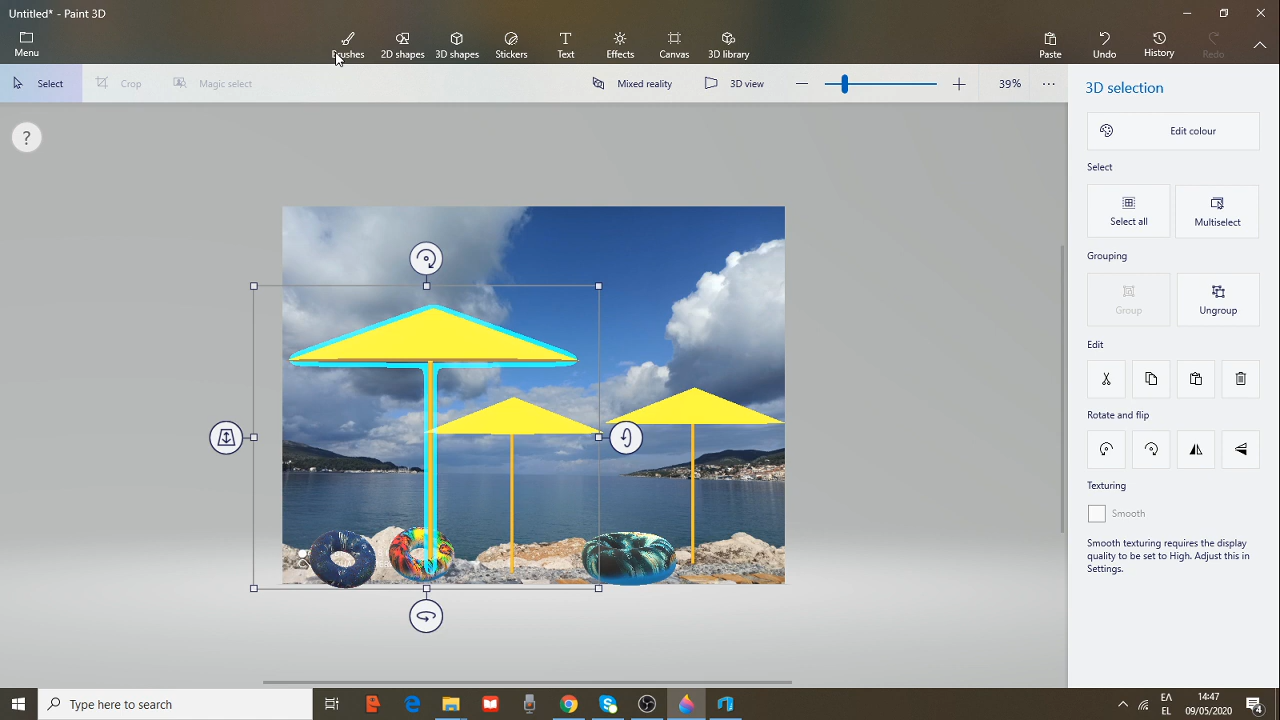 Untitled* - Paint 3D
Menu
Brushes
2D shapes
3D shapes
Stickers
Text
Effects
Canvas
3D library
Paste
Undo
History
Redo
Select
Crop
Magic select
Mixed reality
3D view
39%
?
3D selection
Edit colour
Select
Select all
Multiselect
Grouping
Group
Ungroup
Edit
Rotate and flip
Texturing
Smooth
Smooth texturing requires the display
quality to be set to High. Adjust this in
Settings.
Type here to search
ΕΛ
EL
14:47
09/05/2020
4